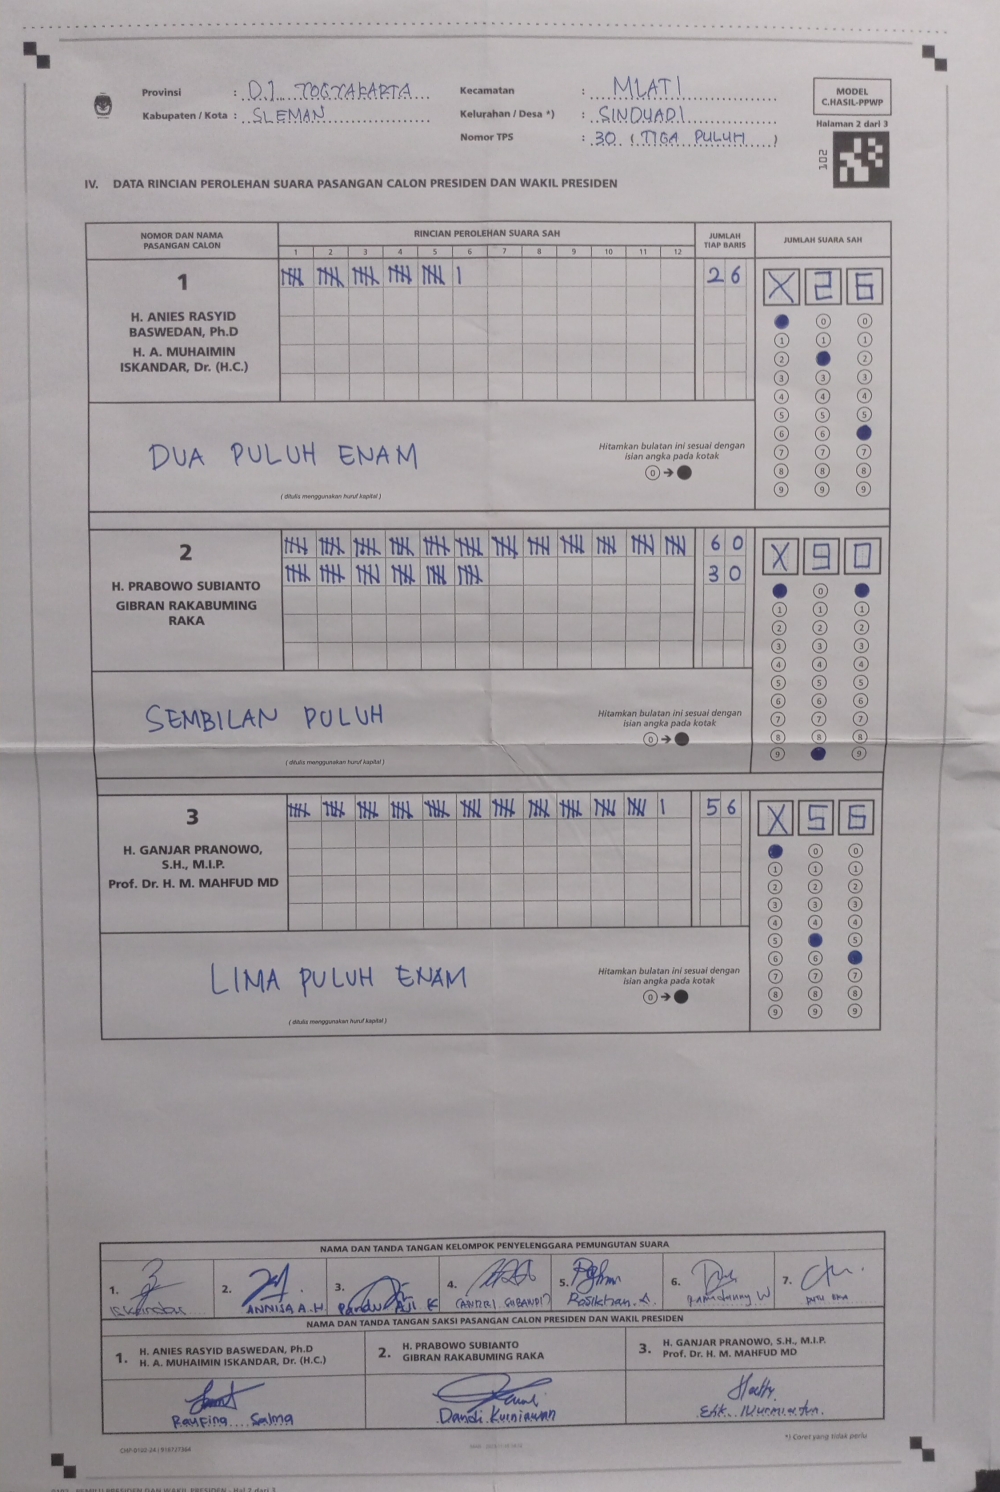 Provinsi : D.I. YOGYAKARTA
Kabupaten / Kota : SLEMAN
Kecamatan : MLATI
Kelurahan / Desa *) : SINDUADI
Nomor TPS : 30 (TIGA PULUH)
MODEL
C.HASIL-PPWP
Halaman 2 dari 3
102
IV. DATA RINCIAN PEROLEHAN SUARA PASANGAN CALON PRESIDEN DAN WAKIL PRESIDEN
NOMOR DAN NAMA
PASANGAN CALON
RINCIAN PEROLEHAN SUARA SAH
1 2 3 4 5 6 7 8 9 10 11 12
JUMLAH
TIAP BARIS
JUMLAH SUARA SAH
1
H. ANIES RASYID
BASWEDAN, Ph.D
H. A. MUHAIMIN
ISKANDAR, Dr. (H.C.)
26
X 2 6
DUA PULUH ENAM
(ditulis menggunakan huruf kapital)
Hitamkan bulatan ini sesuai dengan
isian angka pada kotak
2
H. PRABOWO SUBIANTO
GIBRAN RAKABUMING
RAKA
60
30
X 9 0
SEMBILAN PULUH
(ditulis menggunakan huruf kapital)
Hitamkan bulatan ini sesuai dengan
isian angka pada kotak
3
H. GANJAR PRANOWO,
S.H., M.I.P.
Prof. Dr. H. M. MAHFUD MD
56
X 5 6
LIMA PULUH ENAM
(ditulis menggunakan huruf kapital)
Hitamkan bulatan ini sesuai dengan
isian angka pada kotak
NAMA DAN TANDA TANGAN KELOMPOK PENYELENGGARA PEMUNGUTAN SUARA
1. Iskandar
2. ANNISA A.H
3. Pandu Aji K
4.
5.
6.
7.
NAMA DAN TANDA TANGAN SAKSI PASANGAN CALON PRESIDEN DAN WAKIL PRESIDEN
1. H. ANIES RASYID BASWEDAN, Ph.D
H. A. MUHAIMIN ISKANDAR, Dr. (H.C.)
2. H. PRABOWO SUBIANTO
GIBRAN RAKABUMING RAKA
3. H. GANJAR PRANOWO, S.H., M.I.P.
Prof. Dr. H. M. MAHFUD MD
Salma
Dandi Kurniawan
*) Coret yang tidak perlu